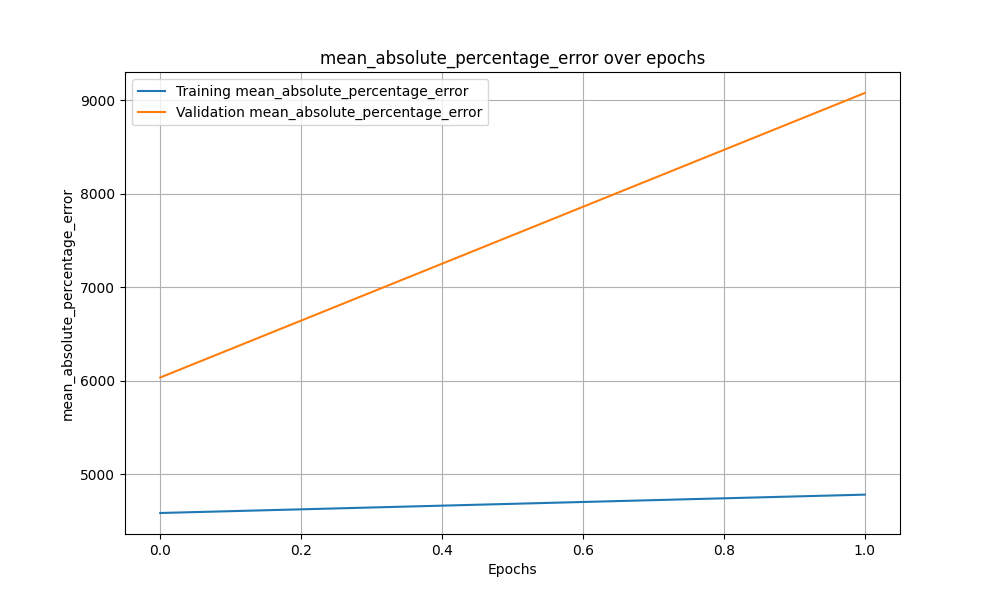 mean_absolute_percentage_error over epochs
Training mean_absolute_percentage_error
Validation mean_absolute_percentage_error
mean_absolute_percentage_error
9000
8000
7000
6000
5000
0.0 0.2 0.4 0.6 0.8 1.0
Epochs